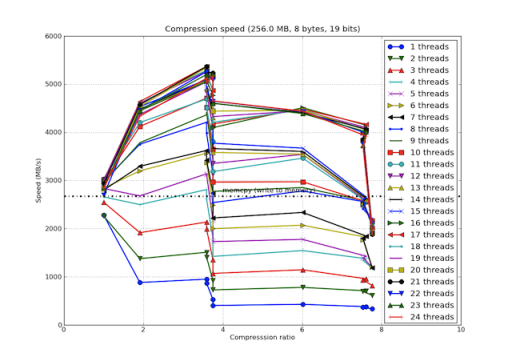 Compression speed (256.0 MB, 8 bytes, 19 bits)
6000
5000
4000
3000
2000
1000
0
Speed (MB/s)
0 2 4 6 8 10
Compresssion ratio
memcpy (write to memory)
1 threads
2 threads
3 threads
4 threads
5 threads
6 threads
7 threads
8 threads
9 threads
10 threads
11 threads
12 threads
13 threads
14 threads
15 threads
16 threads
17 threads
18 threads
19 threads
20 threads
21 threads
22 threads
23 threads
24 threads